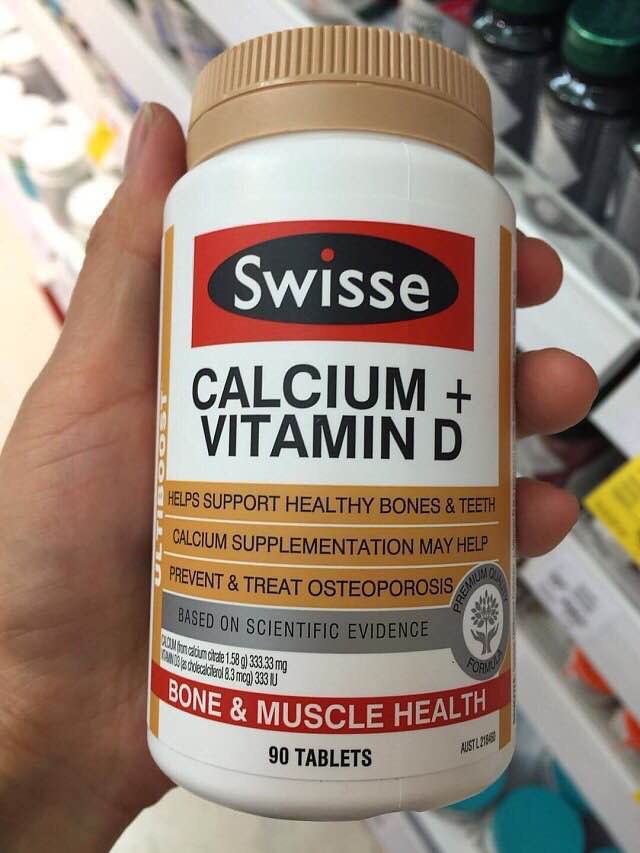 Swisse
ULTIBOOST
CALCIUM +
VITAMIN D
HELPS SUPPORT HEALTHY BONES & TEETH
CALCIUM SUPPLEMENTATION MAY HELP
PREVENT & TREAT OSTEOPOROSIS
BASED ON SCIENTIFIC EVIDENCE
PREMIUM QUALITY
FORMULA
CALCIUM (from calcium citrate 1.58 g) 333.33 mg
VITAMIN D3 (as cholecalciferol 8.3 mcg) 333 IU
BONE & MUSCLE HEALTH
90 TABLETS
AUST L